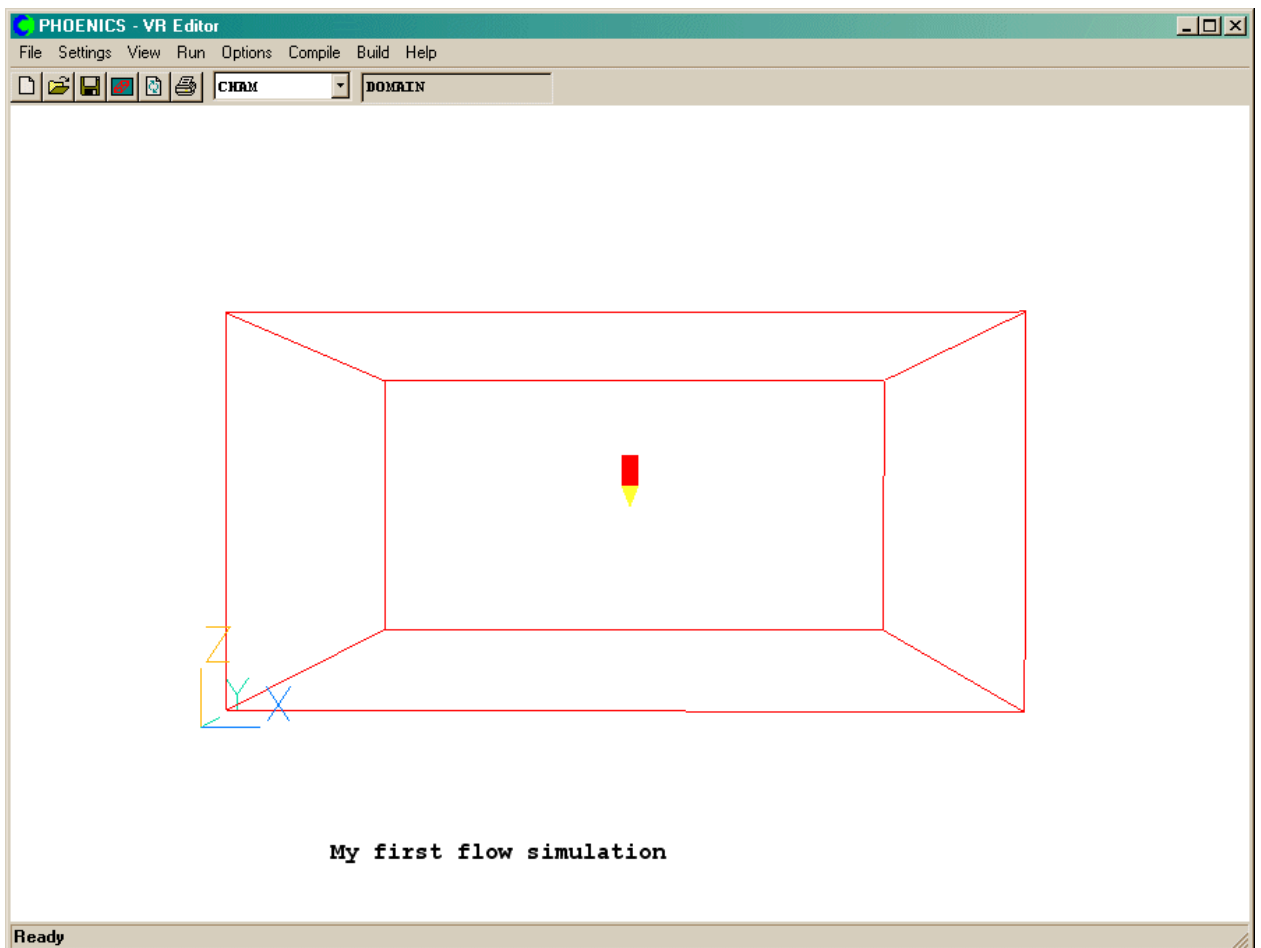 PHOENICS - VR Editor
File Settings View Run Options Compile Build Help
CHAM DOMAIN
Z
Y X
My first flow simulation
Ready